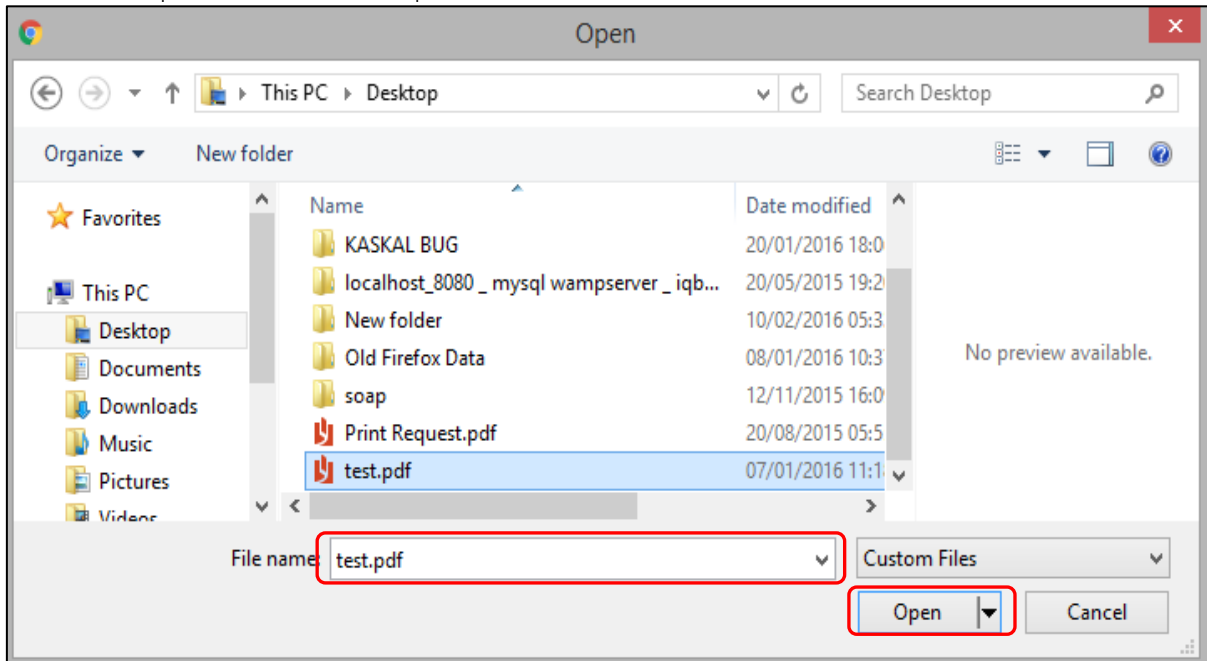 Open
This PC Desktop
Search Desktop
Organize
New folder
Favorites
This PC
Desktop
Documents
Downloads
Music
Pictures
Videos
Name Date modified
KASKAL BUG 20/01/2016 18:0
localhost_8080 _ mysql wampserver _ iqb... 20/05/2015 19:2
New folder 10/02/2016 05:3
Old Firefox Data 08/01/2016 10:3
soap 12/11/2015 16:0
Print Request.pdf 20/08/2015 05:5
test.pdf 07/01/2016 11:1
No preview available.
File name: test.pdf
Custom Files
Open
Cancel